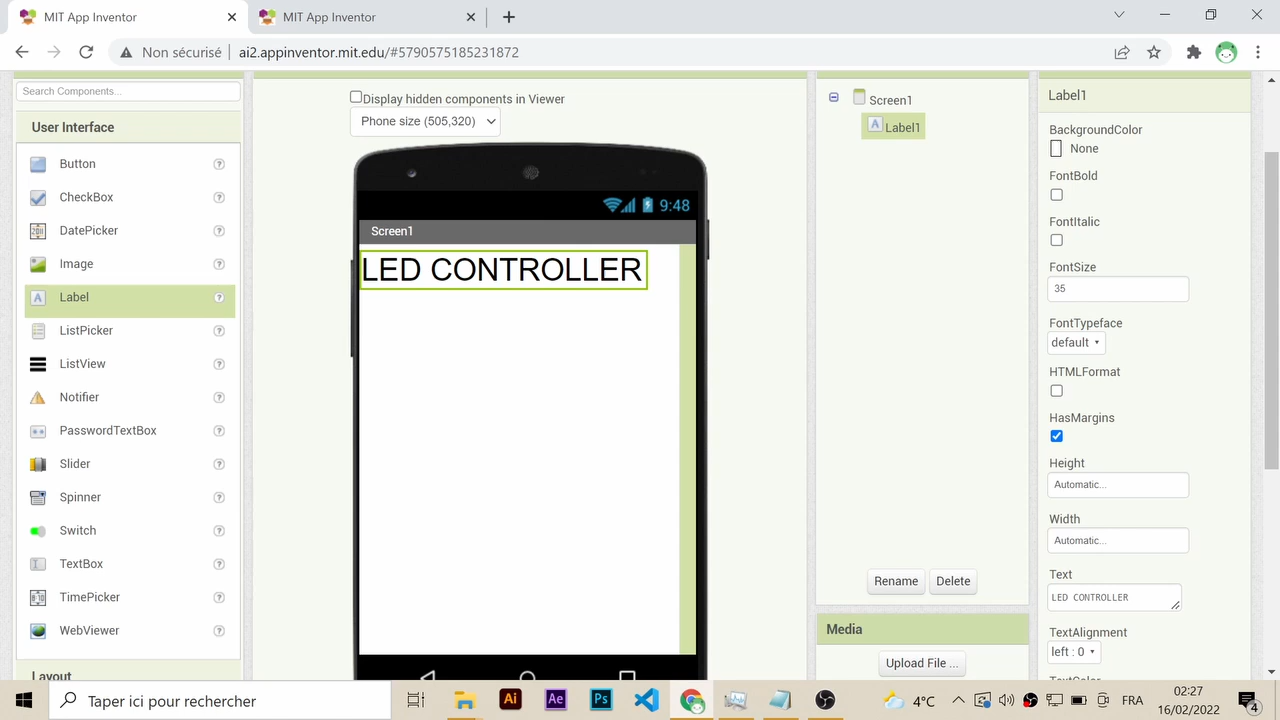 MIT App Inventor
MIT App Inventor
Non sécurisé
ai2.appinventor.mit.edu/#5790575185231872
Search Components...
User Interface
Button
CheckBox
DatePicker
Image
Label
ListPicker
ListView
Notifier
PasswordTextBox
Slider
Spinner
Switch
TextBox
TimePicker
WebViewer
Layout
Display hidden components in Viewer
Phone size (505,320)
9:48
Screen1
LED CONTROLLER
Screen1
Label1
Rename
Delete
Media
Upload File ...
Label1
BackgroundColor
None
FontBold
FontItalic
FontSize
35
FontTypeface
default
HTMLFormat
HasMargins
Height
Automatic...
Width
Automatic...
Text
LED CONTROLLER
TextAlignment
left : 0
TextColor
Taper ici pour rechercher
Ai
Ae
Ps
4°C
FRA
02:27
16/02/2022
4